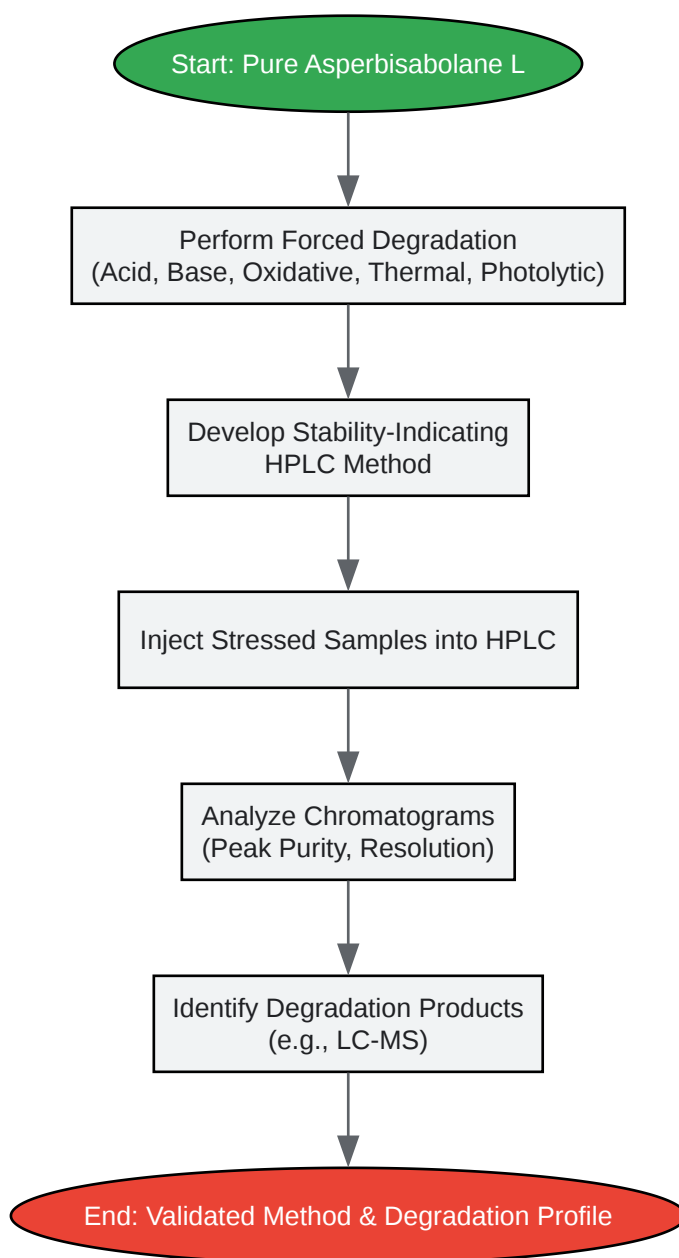 Start: Pure Asperbisabolane L
Perform Forced Degradation
(Acid, Base, Oxidative, Thermal, Photolytic)
Develop Stability-Indicating
HPLC Method
Inject Stressed Samples into HPLC
Analyze Chromatograms
(Peak Purity, Resolution)
Identify Degradation Products
(e.g., LC-MS)
End: Validated Method & Degradation Profile